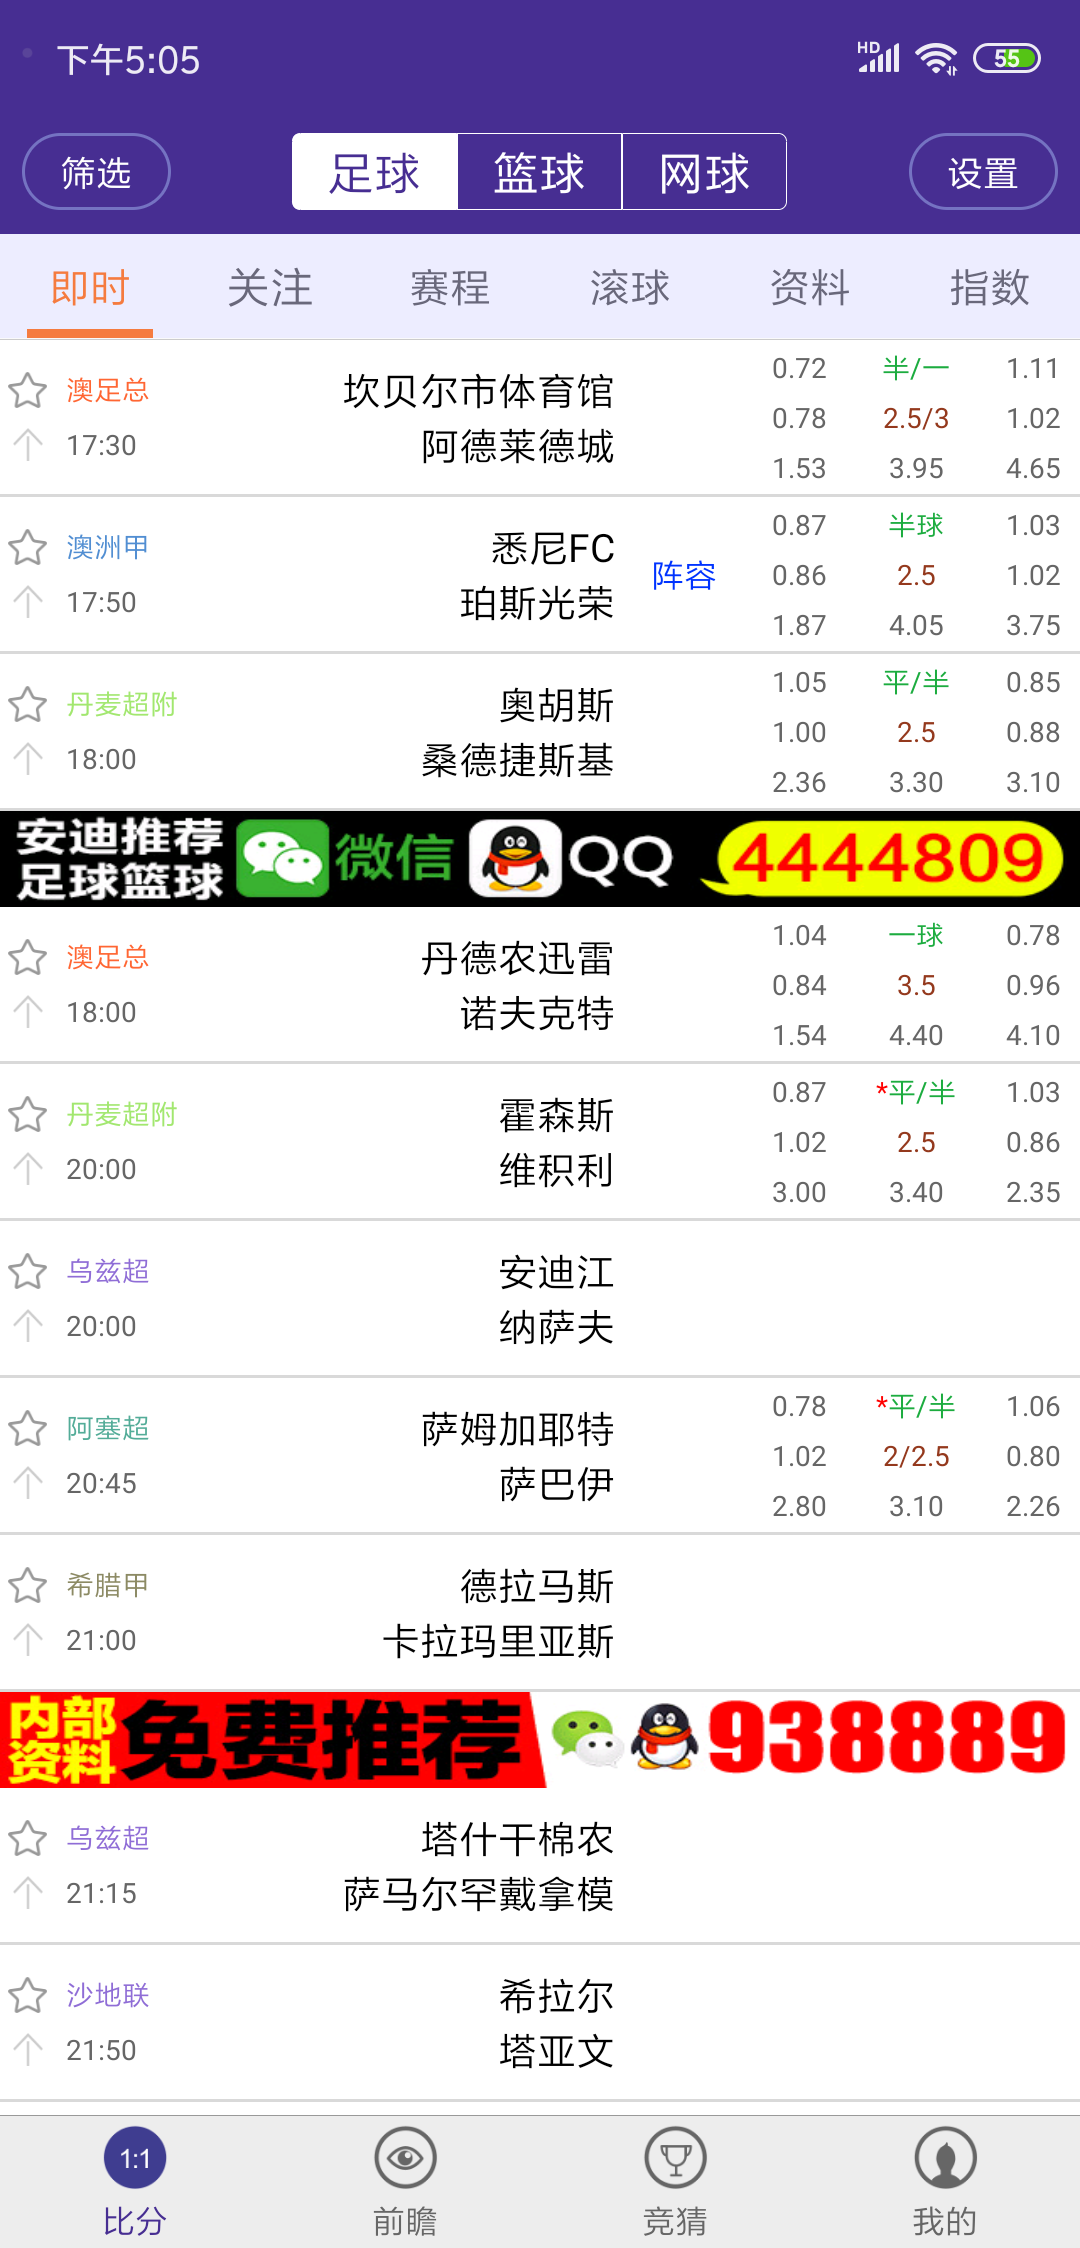 下午5:05
HD
55
筛选
足球
篮球
网球
设置
即时
关注
赛程
滚球
资料
指数
澳足总
17:30
坎贝尔市体育馆
阿德莱德城
0.72 半/一 1.11
0.78 2.5/3 1.02
1.53 3.95 4.65
澳洲甲
17:50
悉尼FC
珀斯光荣
阵容
0.87 半球 1.03
0.86 2.5 1.02
1.87 4.05 3.75
丹麦超附
18:00
奥胡斯
桑德捷斯基
1.05 平/半 0.85
1.00 2.5 0.88
2.36 3.30 3.10
安迪推荐
足球篮球
微信
QQ
4444809
澳足总
18:00
丹德农迅雷
诺夫克特
1.04 一球 0.78
0.84 3.5 0.96
1.54 4.40 4.10
丹麦超附
20:00
霍森斯
维积利
0.87 *平/半 1.03
1.02 2.5 0.86
3.00 3.40 2.35
乌兹超
20:00
安迪江
纳萨夫
阿塞超
20:45
萨姆加耶特
萨巴伊
0.78 *平/半 1.06
1.02 2/2.5 0.80
2.80 3.10 2.26
希腊甲
21:00
德拉马斯
卡拉玛里亚斯
内部
资料
免费推荐
938889
乌兹超
21:15
塔什干棉农
萨马尔罕戴拿模
沙地联
21:50
希拉尔
塔亚文
1:1
比分
前瞻
竞猜
我的